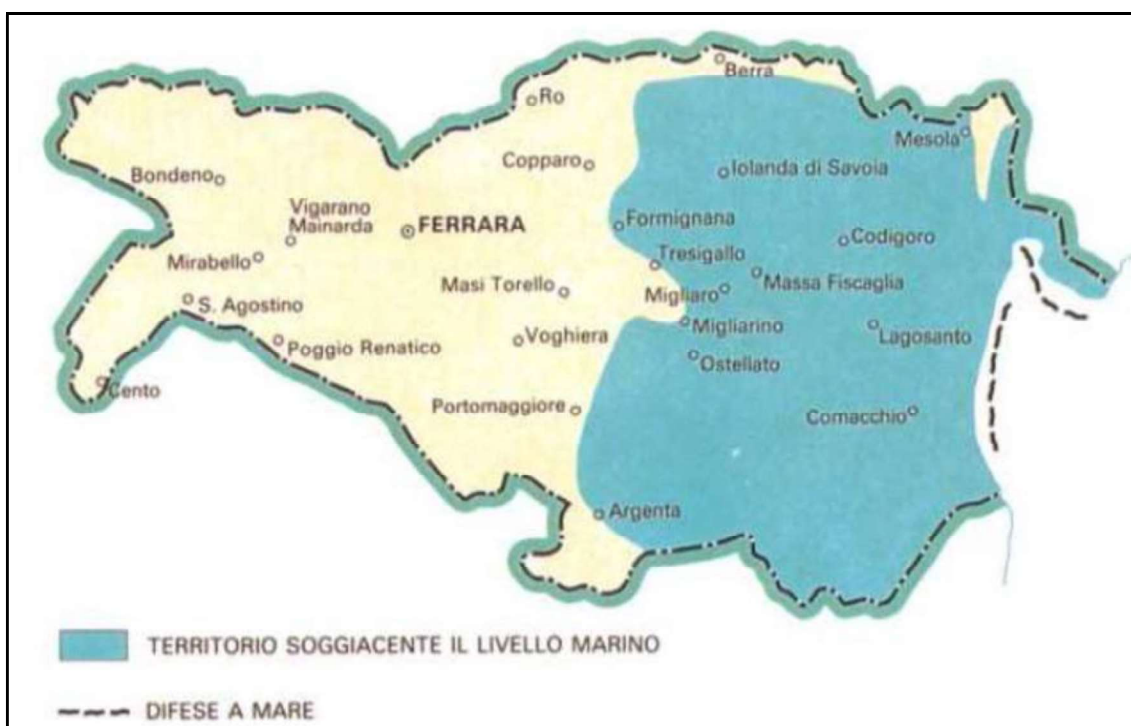 Berra
Ro
Mesola
Copparo
Iolanda di Savoia
Bondeno
Vigarano
Mainarda
FERRARA
Formignana
Codigoro
Mirabello
Tresigallo
Masi Torello
Migliaro
Massa Fiscaglia
S. Agostino
Migliarino
Lagosanto
Poggio Renatico
Voghiera
Ostellato
Cento
Portomaggiore
Comacchio
Argenta
TERRITORIO SOGGIACENTE IL LIVELLO MARINO
DIFESE A MARE